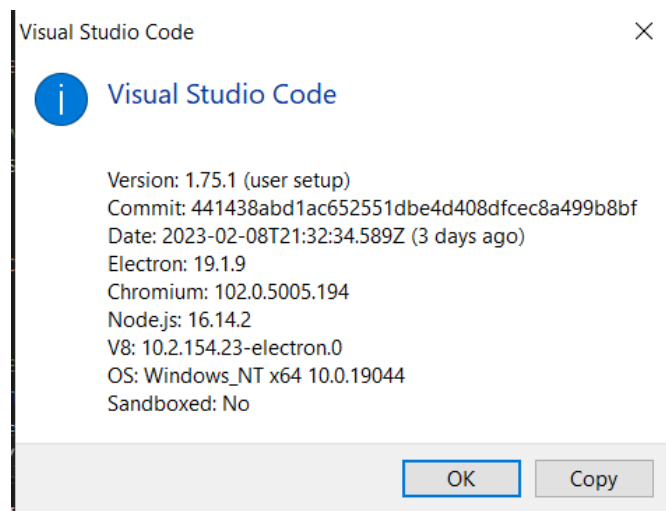 Visual Studio Code
Visual Studio Code
Version: 1.75.1 (user setup)
Commit: 441438abd1ac652551dbe4d408dfcec8a499b8bf
Date: 2023-02-08T21:32:34.589Z (3 days ago)
Electron: 19.1.9
Chromium: 102.0.5005.194
Node.js: 16.14.2
V8: 10.2.154.23-electron.0
OS: Windows_NT x64 10.0.19044
Sandboxed: No
OK Copy